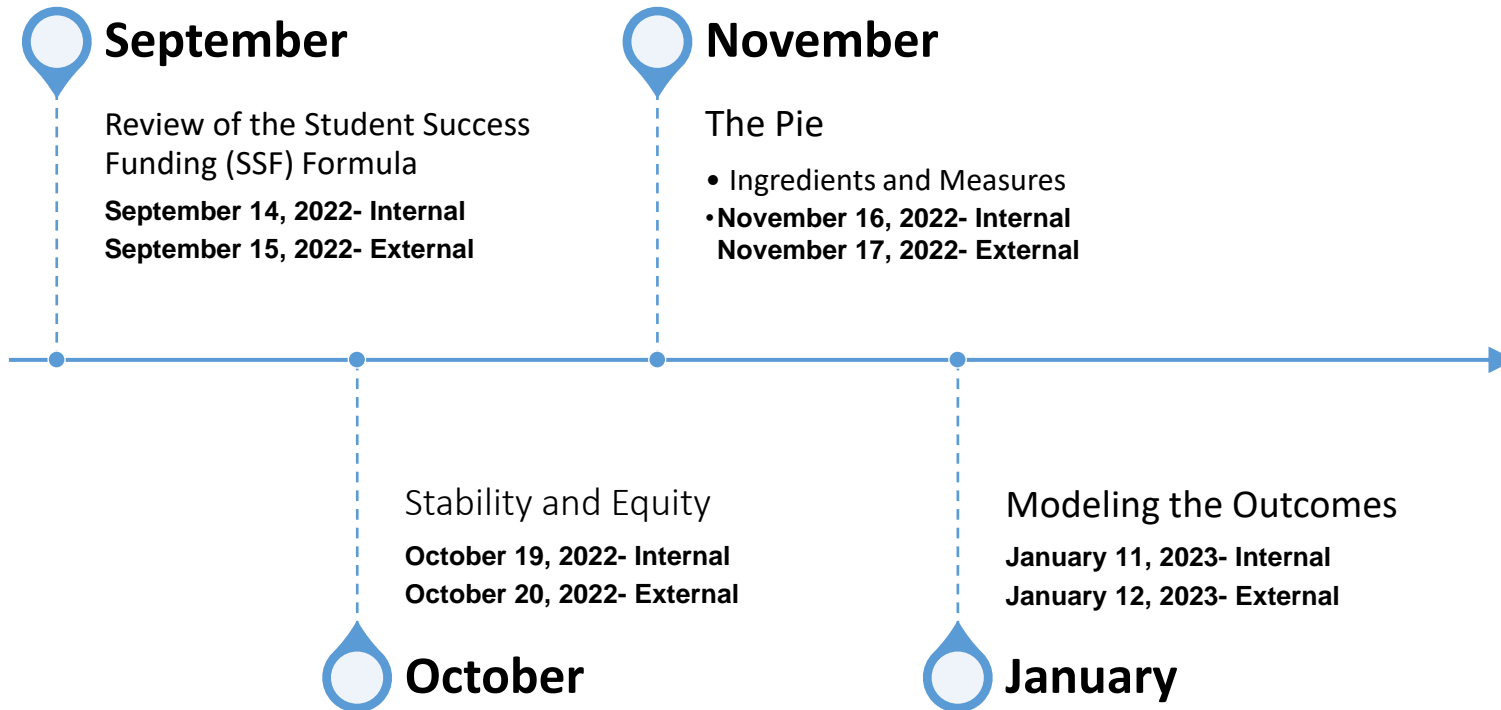 September
Review of the Student Success
Funding (SSF) Formula
September 14, 2022- Internal
September 15, 2022- External
November
The Pie
• Ingredients and Measures
•November 16, 2022- Internal
November 17, 2022- External
Stability and Equity
October 19, 2022- Internal
October 20, 2022- External
October
Modeling the Outcomes
January 11, 2023- Internal
January 12, 2023- External
January